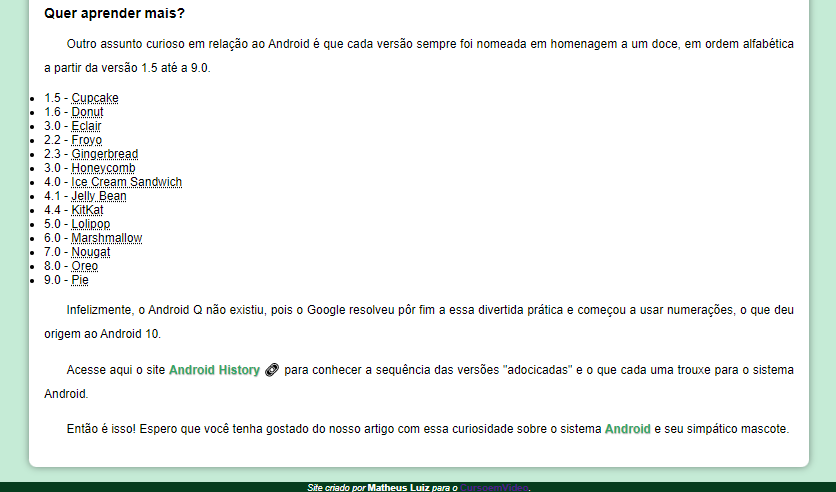 Quer aprender mais?
Outro assunto curioso em relação ao Android é que cada versão sempre foi nomeada em homenagem a um doce, em ordem alfabética
a partir da versão 1.5 até a 9.0.
1.5 - Cupcake
1.6 - Donut
3.0 - Eclair
2.2 - Froyo
2.3 - Gingerbread
3.0 - Honeycomb
4.0 - Ice Cream Sandwich
4.1 - Jelly Bean
4.4 - KitKat
5.0 - Lolipop
6.0 - Marshmallow
7.0 - Nougat
8.0 - Oreo
9.0 - Pie
Infelizmente, o Android Q não existiu, pois o Google resolveu pôr fim a essa divertida prática e começou a usar numerações, o que deu
origem ao Android 10.
Acesse aqui o site Android History para conhecer a sequência das versões "adocicadas" e o que cada uma trouxe para o sistema
Android.
Então é isso! Espero que você tenha gostado do nosso artigo com essa curiosidade sobre o sistema Android e seu simpático mascote.
Site criado por Matheus Luiz para o CursoemVideo.